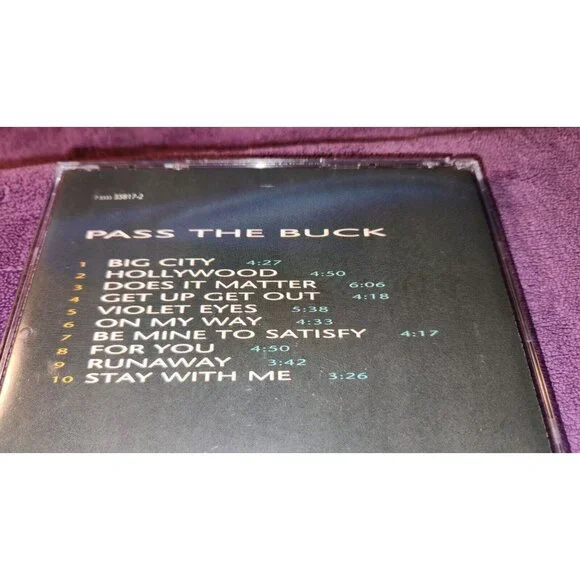 33817-2
PASS THE BUCK
1 BIG CITY 4:27
2 HOLLYWOOD 4:50
3 DOES IT MATTER 6:06
4 GET UP GET OUT 4:18
5 VIOLET EYES 5:38
6 ON MY WAY 4:33
7 BE MINE TO SATISFY 4:17
8 FOR YOU 4:50
9 RUNAWAY 3:42
10 STAY WITH ME 3:26